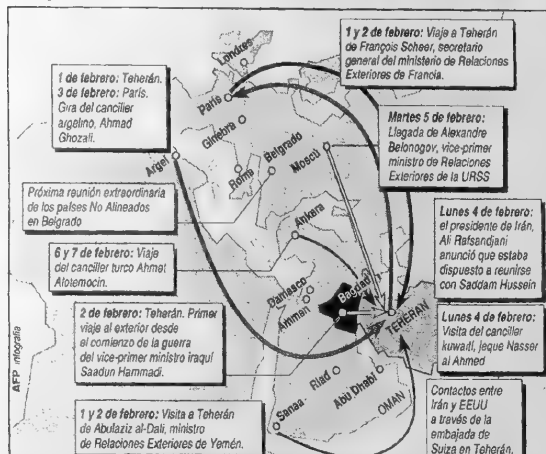 1 y 2 de febrero: Viaje a Teherán
de François Scheer, secretario
general del ministerio de Relaciones
Exteriores de Francia.
1 de febrero: Teherán.
3 de febrero: París.
Gira del canciller
argelino, Ahmad
Ghozali.
Martes 5 de febrero:
Llegada de Alexandre
Belonogov, vice-primer
ministro de Relaciones
Exteriores de la URSS
Próxima reunión extraordinaria
de los países No Alineados
en Belgrado
Lunes 4 de febrero:
el presidente de Irán,
Ali Rafsandjani
anunció que estaba
dispuesto a reunirse
con Saddam Hussein
6 y 7 de febrero: Viaje
del canciller turco Ahmet
Alotemocin.
2 de febrero: Teherán. Primer
viaje al exterior desde
el comienzo de la guerra
del vice-primer ministro iraquí
Saadun Hammadi.
Lunes 4 de febrero:
Visita del canciller
kuwaití, jeque Nasser
al Ahmed
1 y 2 de febrero: Visita a Teherán
de Abulaziz al-Dali, ministro
de Relaciones Exteriores de Yemén.
Contactos entre
Irán y EEUU
a través de la
embajada de
Suiza en Teherán.
Londres
París
Ginebra
Argel
Roma
Belgrado
Moscú
Ankara
Damasco
Amman
Bagdad
TEHERAN
Riad
Abu Dhabi
OMAN
Sanaa
AFP infografía